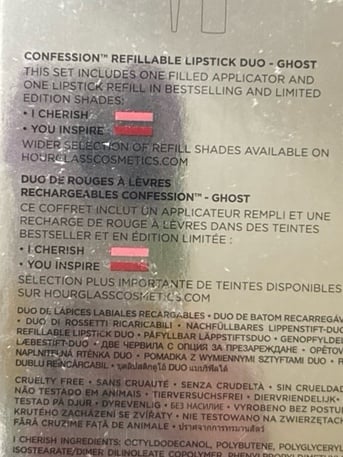 CONFESSION™ REFILLABLE LIPSTICK DUO - GHOST
THIS SET INCLUDES ONE FILLED APPLICATOR AND
ONE LIPSTICK REFILL IN BESTSELLING AND LIMITED
EDITION SHADES:
• I CHERISH
• YOU INSPIRE
WIDER SELECTION OF REFILL SHADES AVAILABLE ON
HOURGLASSCOSMETICS.COM
DUO DE ROUGES À LÈVRES
RECHARGEABLES CONFESSION™ - GHOST
CE COFFRET INCLUT UN APPLICATEUR REMPLI ET UNE
RECHARGE DE ROUGE À LÈVRES DANS DES TEINTES
BESTSELLER ET EN ÉDITION LIMITÉE :
• I CHERISH
• YOU INSPIRE
SÉLECTION PLUS IMPORTANTE DE TEINTES DISPONIBLES
SUR HOURGLASSCOSMETICS.COM
DUO DE LÁPICES LABIALES RECARGABLES • DUO DE BATOM RECARREGÁV
• DUO DI ROSSETTI RICARICABILI • NACHFÜLLBARES LIPPENSTIFT-DUO
REFILLABLE LIPSTICK DUO • PÅFYLLBAR LÄPPSTIFTSDUO • GENOPFYLDEL
LÆBESTIFT-DUO • ДВЕ ЧЕРВИЛА С ОПЦИЯ ЗА ПРЕЗАРЕЖДАНЕ • OPĚTOV
NAPLNITELNÁ RTĚNKA DUO • POMADKA Z WYMIENNYMI SZTYFTAMI DUO •
DUBLU REÎNCĂRCABIL •
CRUELTY FREE • SANS CRUAUTÉ • SENZA CRUDELTÀ • SIN CRUELDAD
NÃO TESTADO EM ANIMAIS • TIERVERSUCHSFREI • DIERVRIENDELIJK •
TESTAD PÅ DJUR • DYREVENLIG • БЕЗ НАСИЛИЕ • VYROBENO BEZ POSTUP
KRUTÉHO ZACHÁZENÍ SE ZVÍŘATY • NIE TESTOWANO NA ZWIERZĘTACH
FĂRĂ CRUZIME FAȚĂ DE ANIMALE •
I CHERISH INGREDIENTS: OCTYLDODECANOL, POLYBUTENE, POLYGLYCERYL
ISOSTEARATE/DIMER DILINOLEATE COPOLYMER,